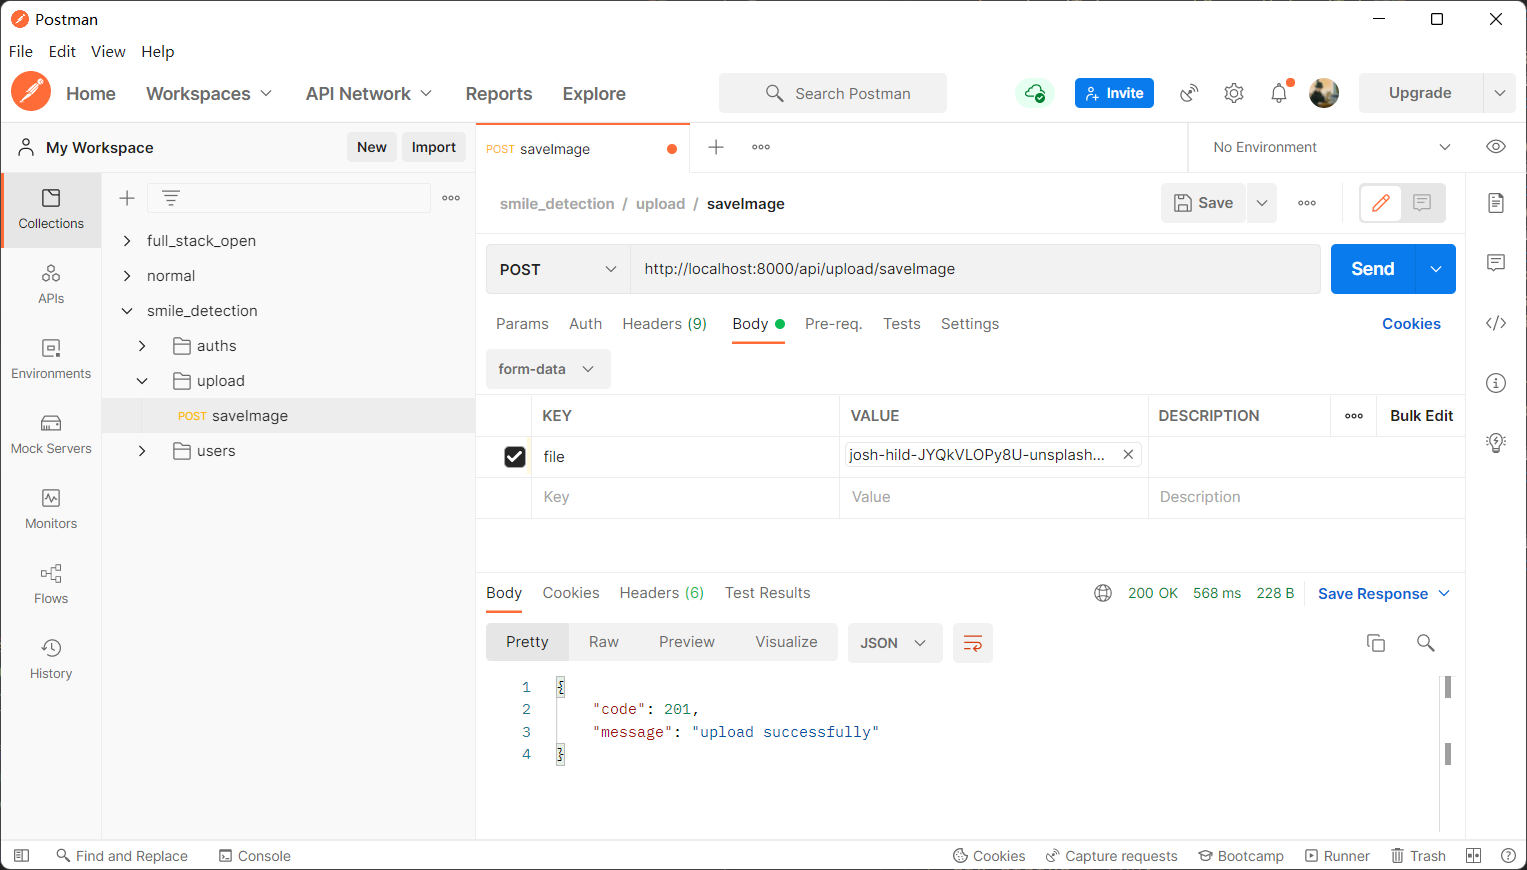 Postman
File Edit View Help
Home Workspaces API Network Reports Explore Search Postman Invite Upgrade
My Workspace New Import POST saveImage No Environment
smile_detection / upload / saveImage Save
Collections
full_stack_open
normal
smile_detection
auths
upload
POST saveImage
users
APIs
Environments
Mock Servers
Monitors
Flows
History
POST http://localhost:8000/api/upload/saveImage Send
Params Auth Headers (9) Body Pre-req. Tests Settings Cookies
form-data
KEY VALUE DESCRIPTION Bulk Edit
file josh-hild-JYQkVLOPy8U-unsplash...
Key Value Description
Body Cookies Headers (6) Test Results 200 OK 568 ms 228 B Save Response
Pretty Raw Preview Visualize JSON
1 {
2 "code": 201,
3 "message": "upload successfully"
4 }
Find and Replace Console Cookies Capture requests Bootcamp Runner Trash